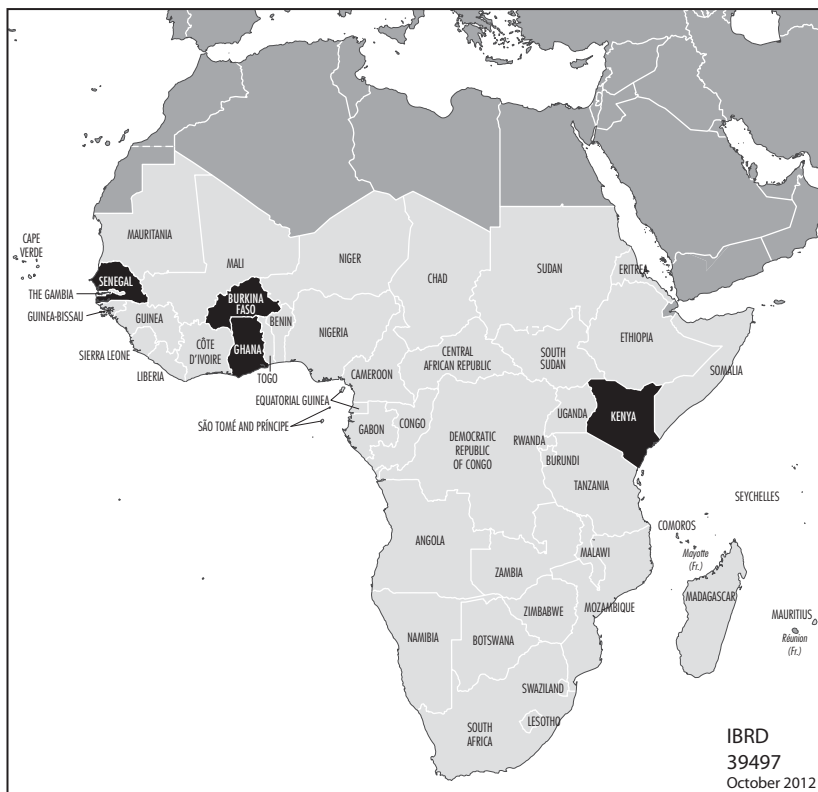 CAPE
VERDE
MAURITANIA
MALI
NIGER
CHAD
SUDAN
ERITREA
SENEGAL
THE GAMBIA
GUINEA-BISSAU
GUINEA
SIERRA LEONE
LIBERIA
CÔTE
D'IVOIRE
BURKINA
FASO
GHANA
TOGO
BENIN
NIGERIA
CAMEROON
CENTRAL
AFRICAN REPUBLIC
SOUTH
SUDAN
ETHIOPIA
SOMALIA
EQUATORIAL GUINEA
SÃO TOMÉ AND PRÍNCIPE
GABON
CONGO
DEMOCRATIC
REPUBLIC
OF CONGO
UGANDA
KENYA
RWANDA
BURUNDI
TANZANIA
SEYCHELLES
COMOROS
Mayotte
(Fr.)
ANGOLA
ZAMBIA
MALAWI
MOZAMBIQUE
MADAGASCAR
MAURITIUS
Réunion
(Fr.)
ZIMBABWE
NAMIBIA
BOTSWANA
SWAZILAND
LESOTHO
SOUTH
AFRICA
IBRD
39497
October 2012